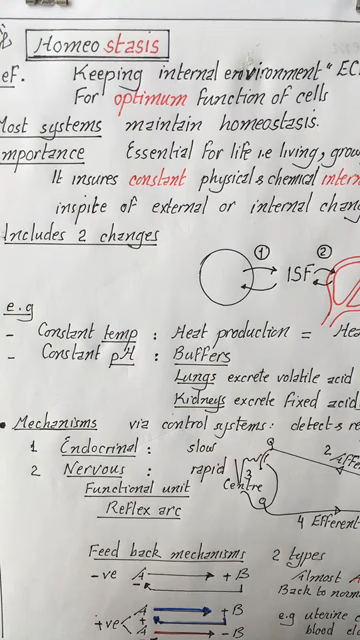 Homeostasis
eF. Keeping internal environment "EC
For optimum function of cells
Most systems maintain homeostasis.
mportance Essential For life i.e living, grow
It insures constant physical & chemical intern
inspite of external or internal chang
Includes 2 changes
1 2
ISF
e.g
- Constant temp : Heat production = Hea
- Constant pH : Buffers
Lungs excrete volatile acid
Kidneys excrete fixed acid
• Mechanisms via control systems: detect & re
1 Endocrinal : slow
2 Nervous : rapid
Functional unit
Reflex arc
2 Affe
3
Centre
4 Efferent
Feed back mechanisms 2 types
-ve A → + B Almost A
- Back to norm
+ve A → + B e.g uterine
+ blood cl
A → - B